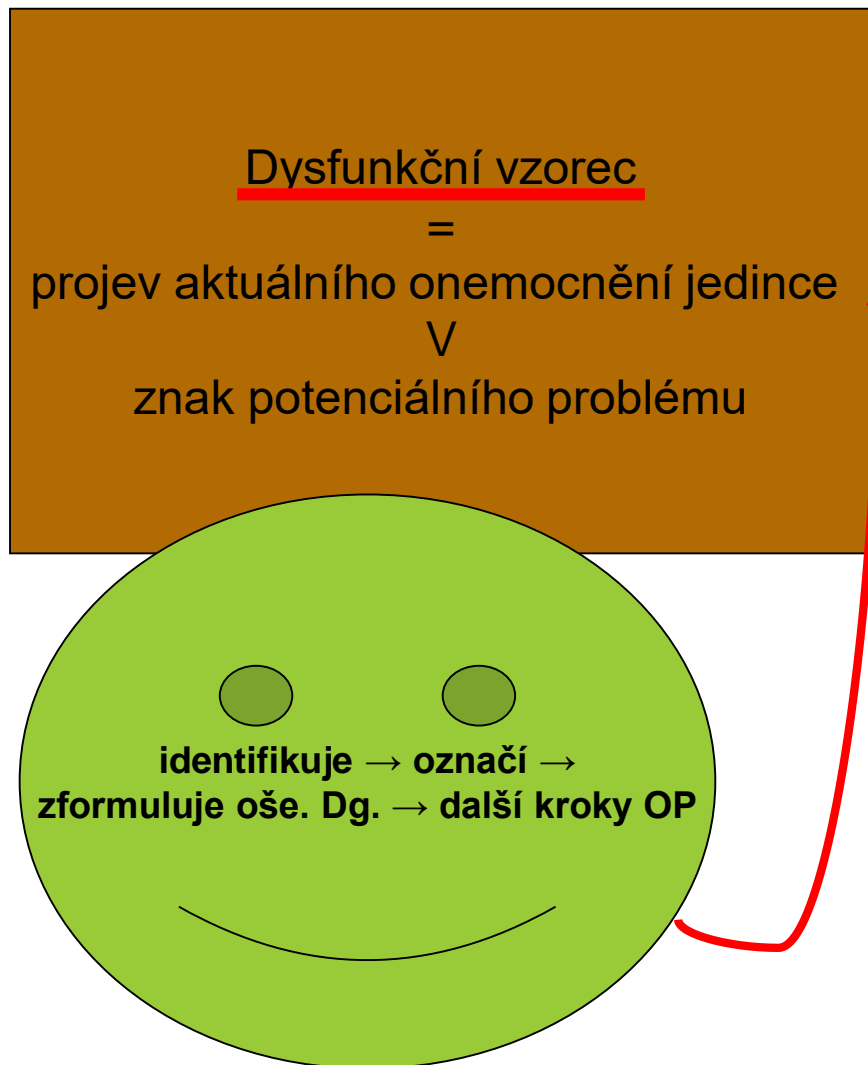 Dysfunkční vzorec
=
projev aktuálního onemocnění jedince
V
znak potenciálního problému
identifikuje → označí →
zformuluje oše. Dg. → další kroky OP